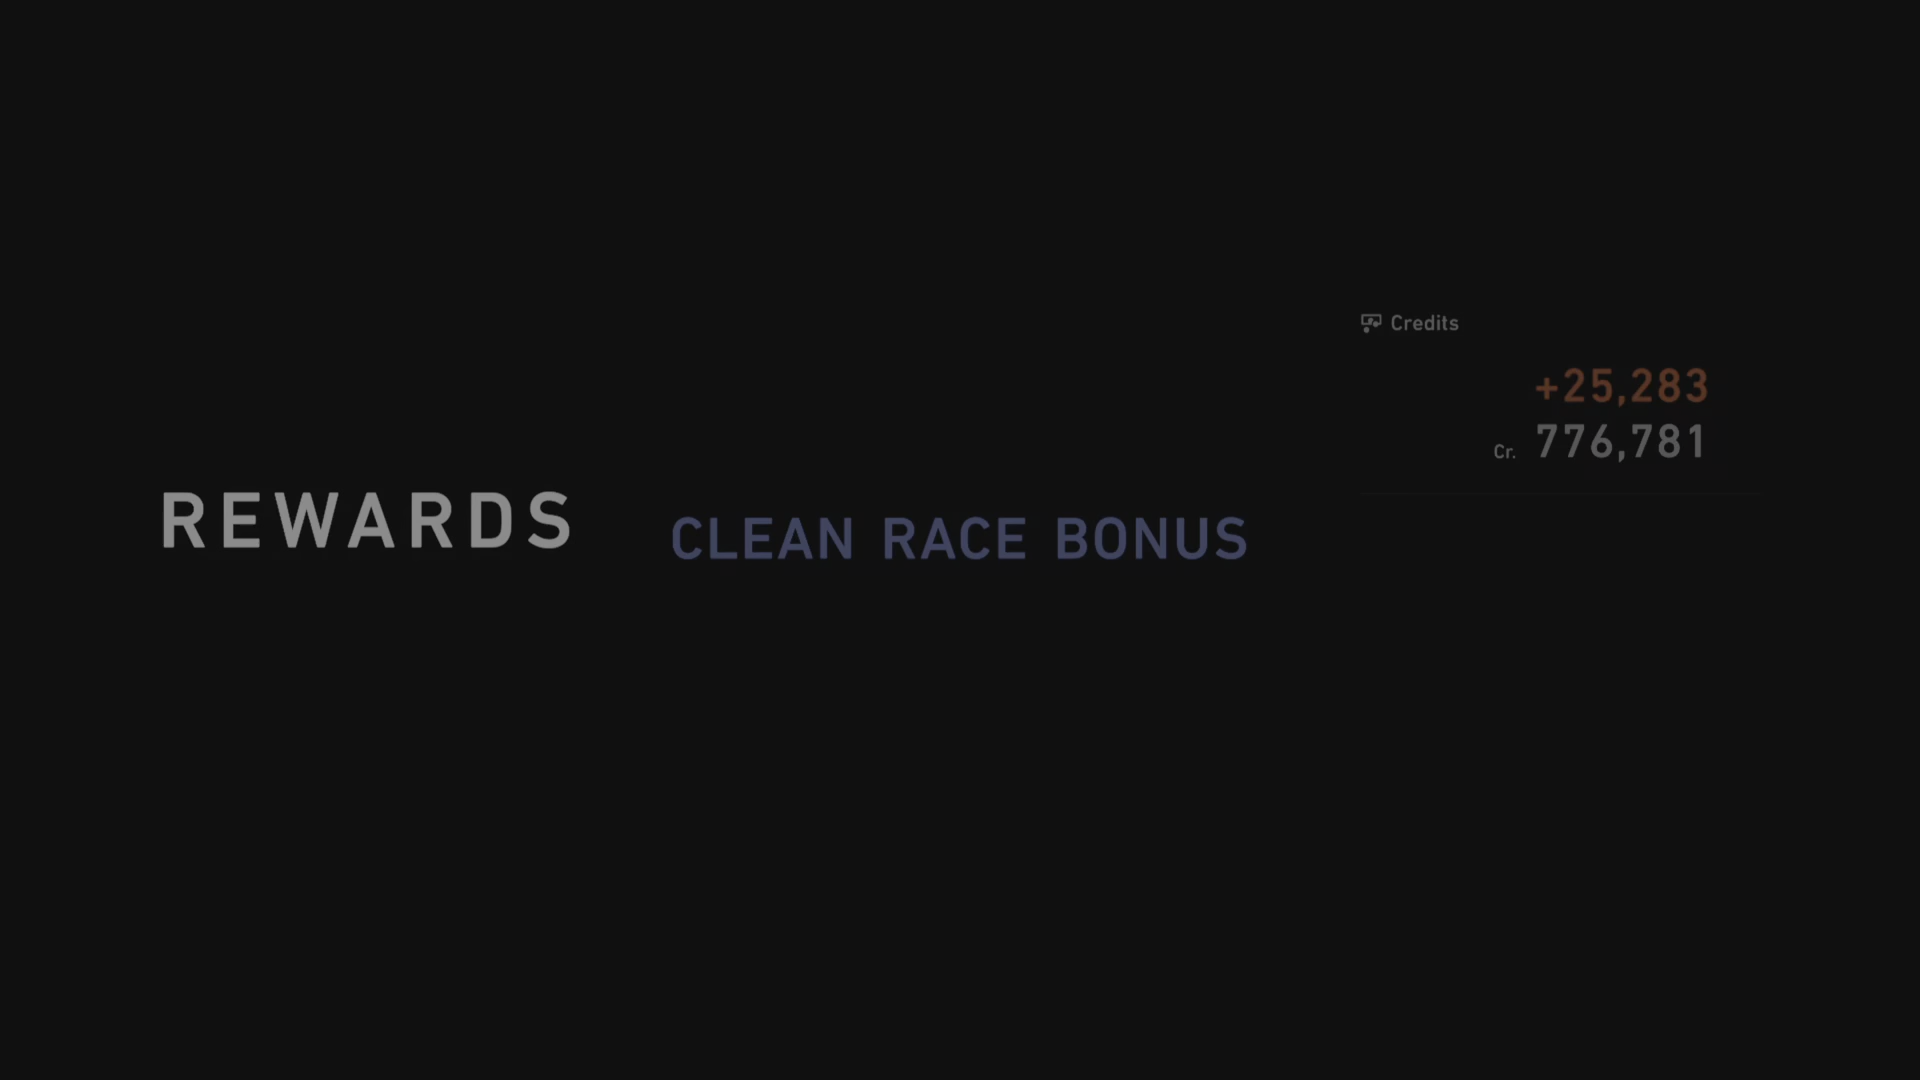 REWARDS
CLEAN RACE BONUS
Credits
+25,283
Cr. 776,781